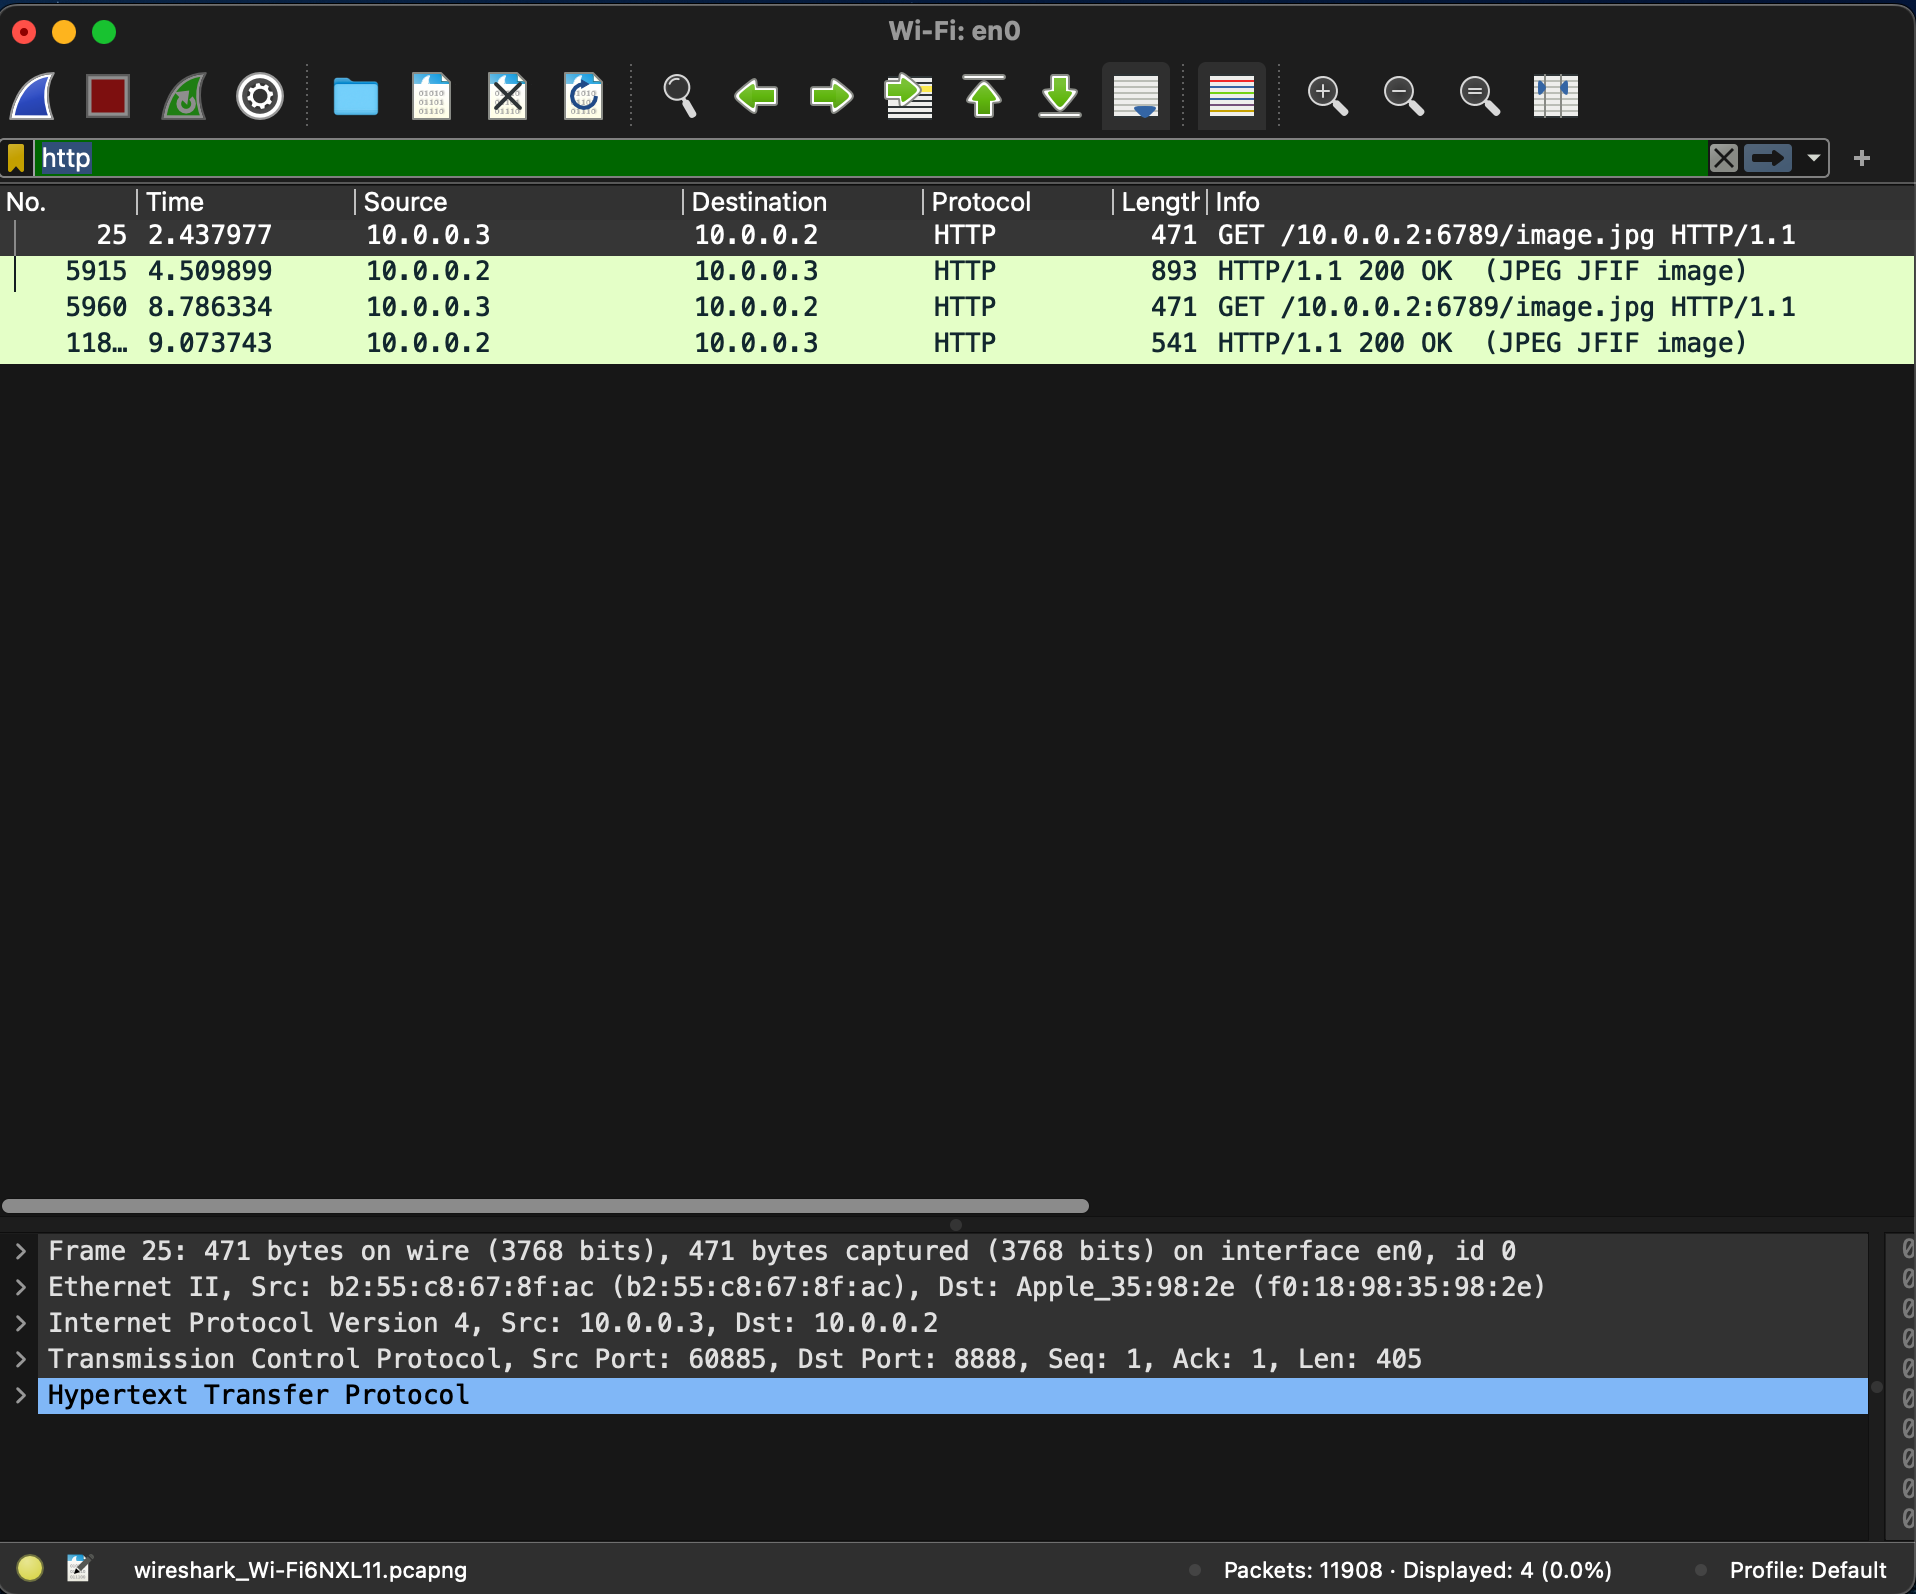 Wi-Fi: en0
http
No. Time Source Destination Protocol Length Info
25 2.437977 10.0.0.3 10.0.0.2 HTTP 471 GET /10.0.0.2:6789/image.jpg HTTP/1.1
5915 4.509899 10.0.0.2 10.0.0.3 HTTP 893 HTTP/1.1 200 OK (JPEG JFIF image)
5960 8.786334 10.0.0.3 10.0.0.2 HTTP 471 GET /10.0.0.2:6789/image.jpg HTTP/1.1
118… 9.073743 10.0.0.2 10.0.0.3 HTTP 541 HTTP/1.1 200 OK (JPEG JFIF image)
Frame 25: 471 bytes on wire (3768 bits), 471 bytes captured (3768 bits) on interface en0, id 0
Ethernet II, Src: b2:55:c8:67:8f:ac (b2:55:c8:67:8f:ac), Dst: Apple_35:98:2e (f0:18:98:35:98:2e)
Internet Protocol Version 4, Src: 10.0.0.3, Dst: 10.0.0.2
Transmission Control Protocol, Src Port: 60885, Dst Port: 8888, Seq: 1, Ack: 1, Len: 405
Hypertext Transfer Protocol
wireshark_Wi-Fi6NXL11.pcapng
Packets: 11908 · Displayed: 4 (0.0%)
Profile: Default